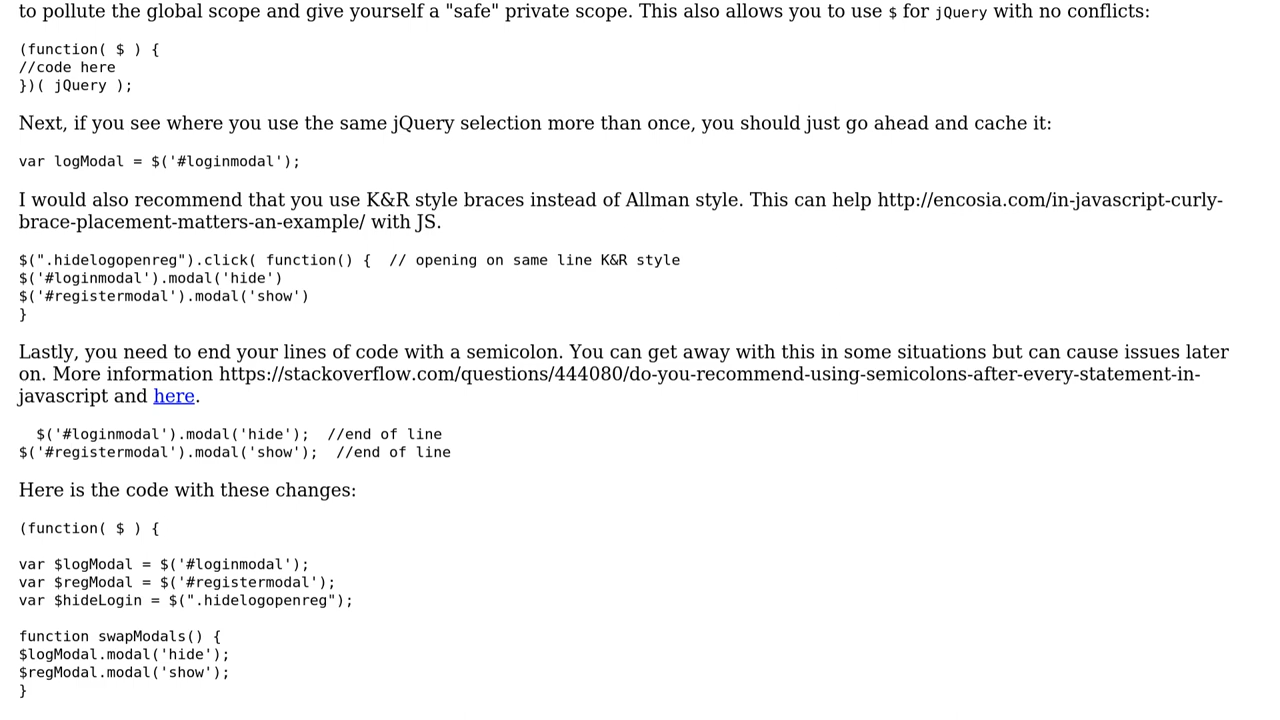 to pollute the global scope and give yourself a "safe" private scope. This also allows you to use $ for jQuery with no conflicts:
(function( $ ) {
//code here
})( jQuery );
Next, if you see where you use the same jQuery selection more than once, you should just go ahead and cache it:
var logModal = $('#loginmodal');
I would also recommend that you use K&R style braces instead of Allman style. This can help http://encosia.com/in-javascript-curly-
brace-placement-matters-an-example/ with JS.
$(".hidelogopenreg").click( function() {  // opening on same line K&R style
$('#loginmodal').modal('hide')
$('#registermodal').modal('show')
}
Lastly, you need to end your lines of code with a semicolon. You can get away with this in some situations but can cause issues later
on. More information https://stackoverflow.com/questions/444080/do-you-recommend-using-semicolons-after-every-statement-in-
javascript and here.
  $('#loginmodal').modal('hide');  //end of line
$('#registermodal').modal('show');  //end of line
Here is the code with these changes:
(function( $ ) {
var $logModal = $('#loginmodal');
var $regModal = $('#registermodal');
var $hideLogin = $(".hidelogopenreg");
function swapModals() {
$logModal.modal('hide');
$regModal.modal('show');
}